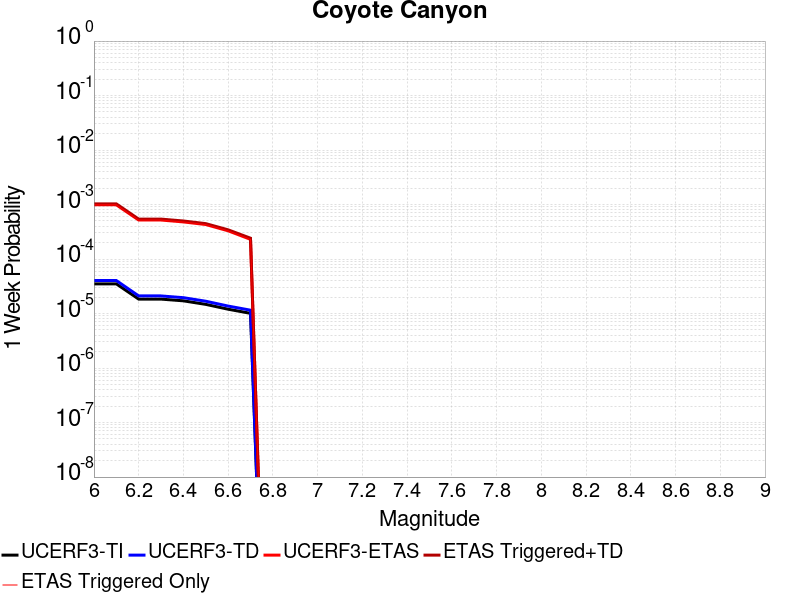 Coyote Canyon
10^0
10^-1
10^-2
10^-3
10^-4
10^-5
10^-6
10^-7
10^-8
1 Week Probability
6 6.2 6.4 6.6 6.8 7 7.2 7.4 7.6 7.8 8 8.2 8.4 8.6 8.8 9
Magnitude
UCERF3-TI UCERF3-TD UCERF3-ETAS ETAS Triggered+TD
ETAS Triggered Only